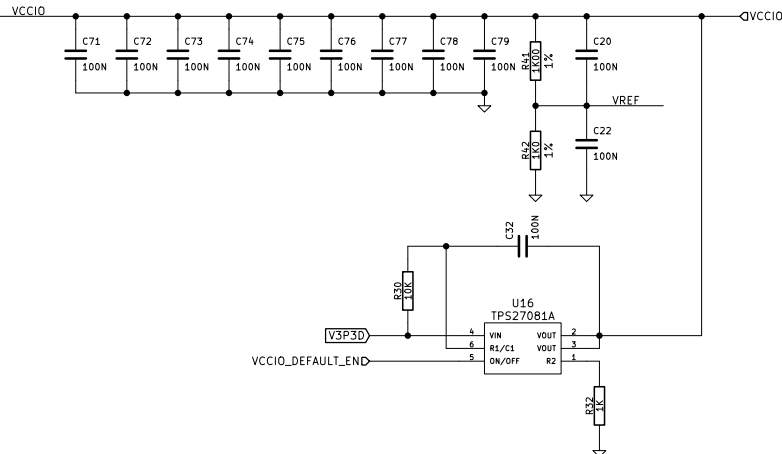 VCCIO
VCCIO
C71
C72
C73
C74
C75
C76
C77
C78
C79
100N
100N
100N
100N
100N
100N
100N
100N
100N
R41
1K00
1%
C20
100N
VREF
R42
1K0
1%
C22
100N
C32
100N
R30
10K
U16
TPS27081A
V3P3D
4
VIN
VOUT
2
6
R1/C1
VOUT
3
VCCIO_DEFAULT_EN
5
ON/OFF
R2
1
R32
1K